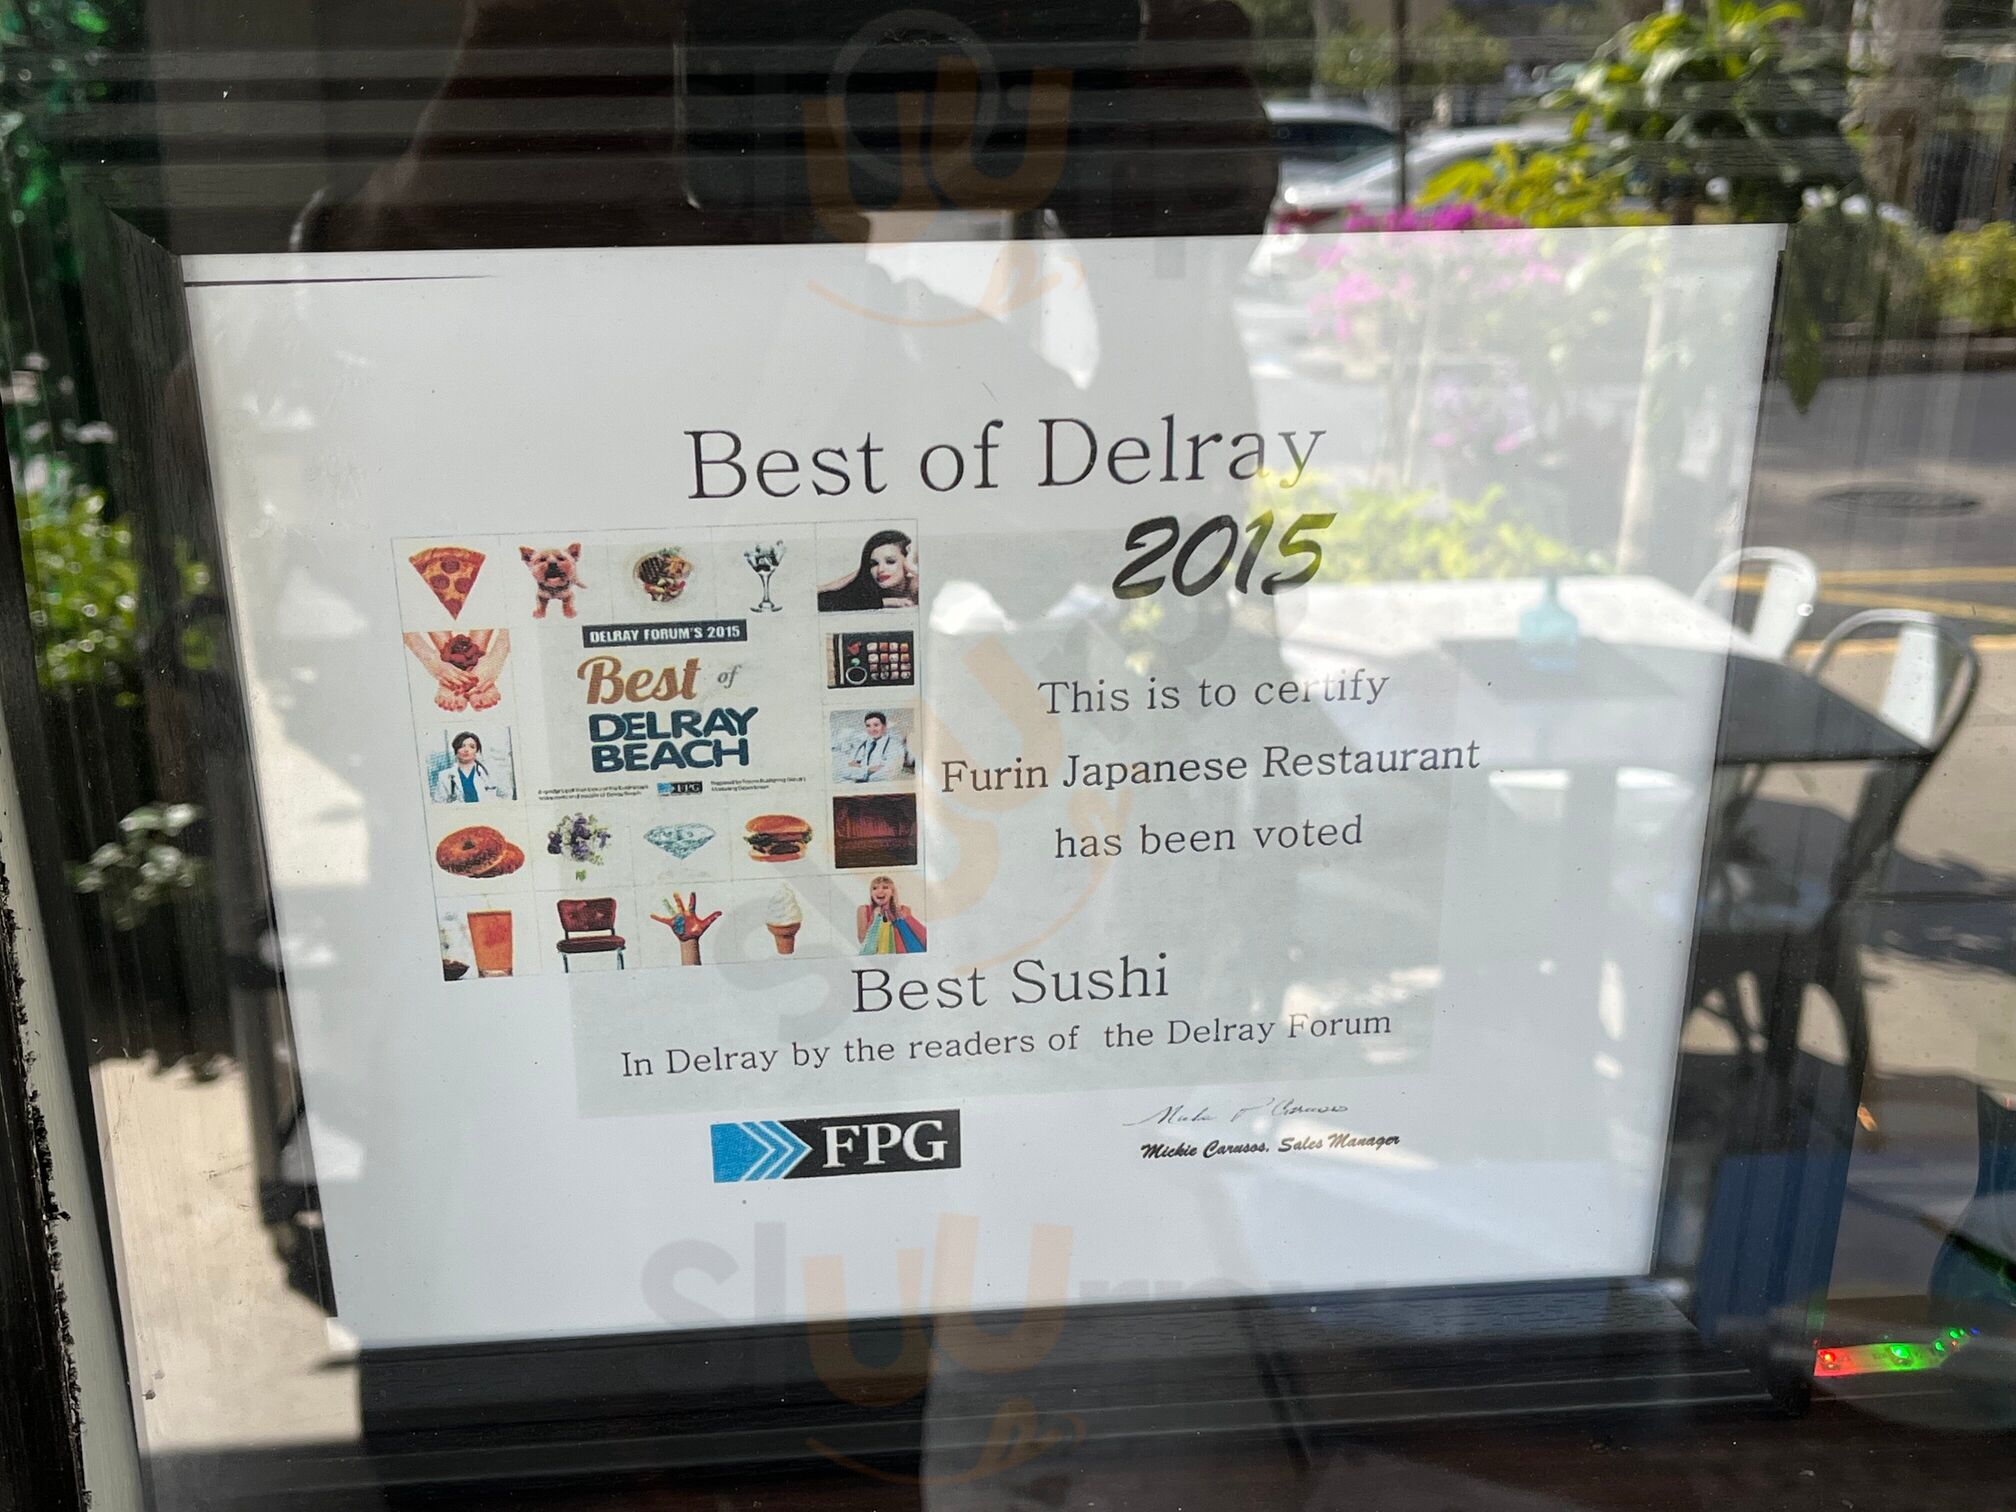 Best of Delray
2015
DELRAY FORUM'S 2015
Best of
DELRAY
BEACH
FPG
This is to certify
Furin Japanese Restaurant
has been voted
Best Sushi
In Delray by the readers of the Delray Forum
FPG
Mickie Carusos, Sales Manager
sluurpy